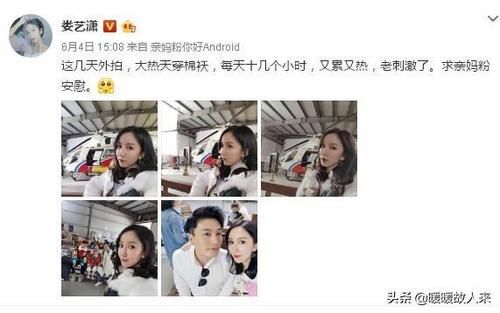 娄艺潇
6月4日 15:08 来自 亲妈粉你好Android
这几天外拍，大热天穿棉袄，每天十几个小时，又累又热，老刺激了。求亲妈粉
安慰。
头条 @暖暖故人来